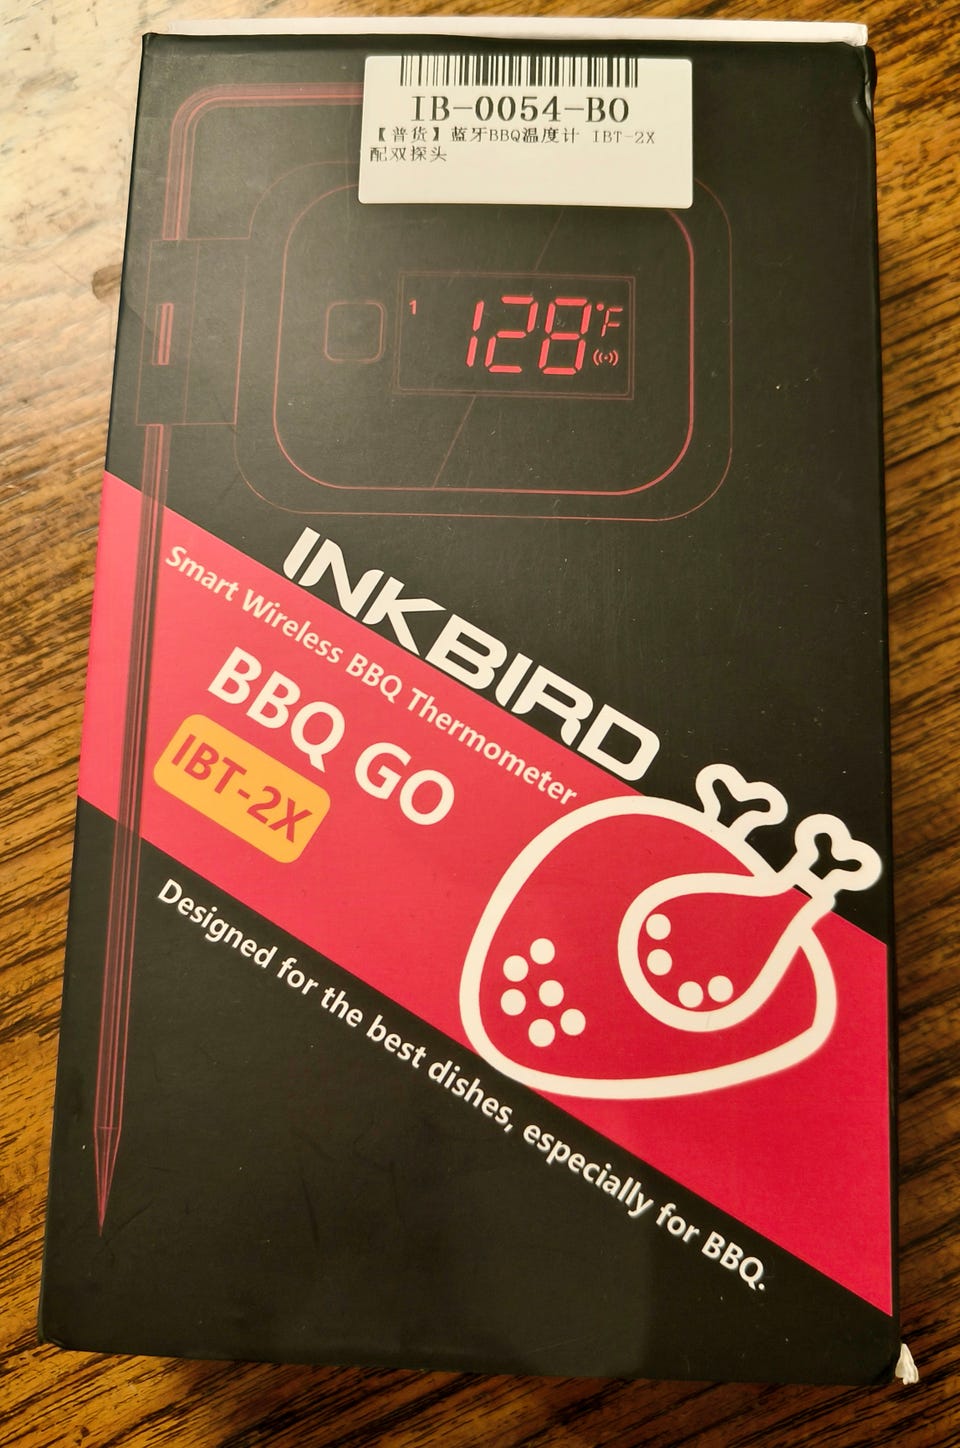 IB-0054-BO
【普货】蓝牙BBQ温度计 IBT-2X
配双探头
1 128°F
INKBIRD
Smart Wireless BBQ Thermometer
BBQ GO
IBT-2X
Designed for the best dishes, especially for BBQ.